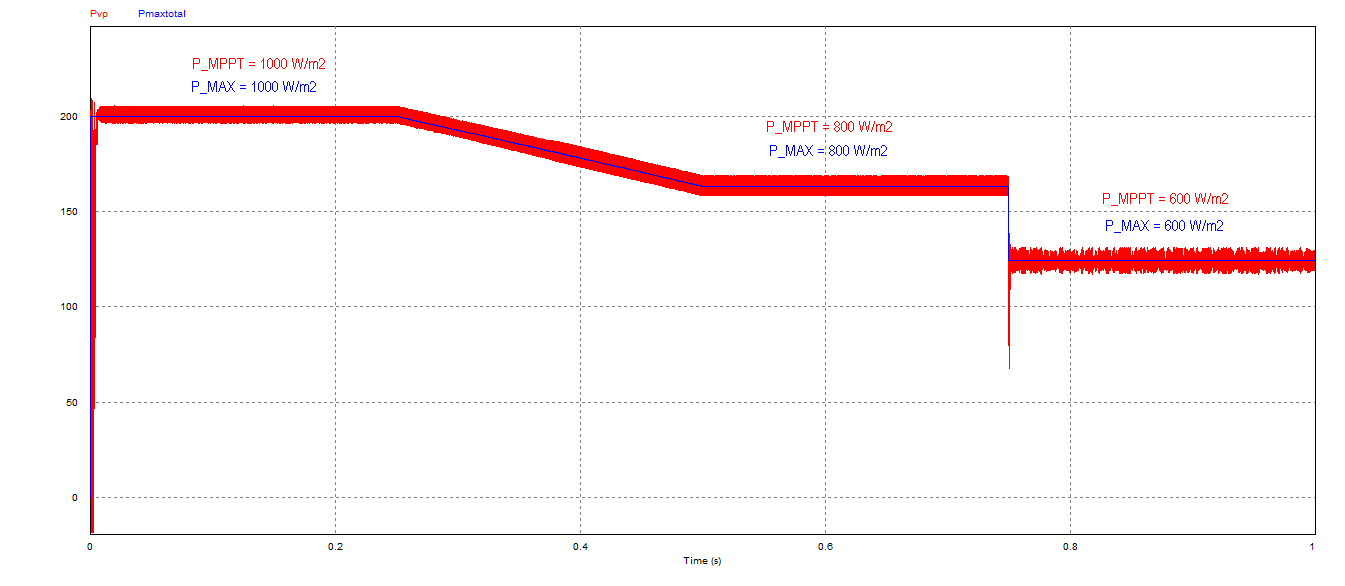 Pvp Pmaxtotal
P_MPPT = 1000 W/m2
P_MAX = 1000 W/m2
P_MPPT = 800 W/m2
P_MAX = 800 W/m2
P_MPPT = 600 W/m2
P_MAX = 600 W/m2
200
150
100
50
0
0 0.2 0.4 0.6 0.8 1
Time (s)